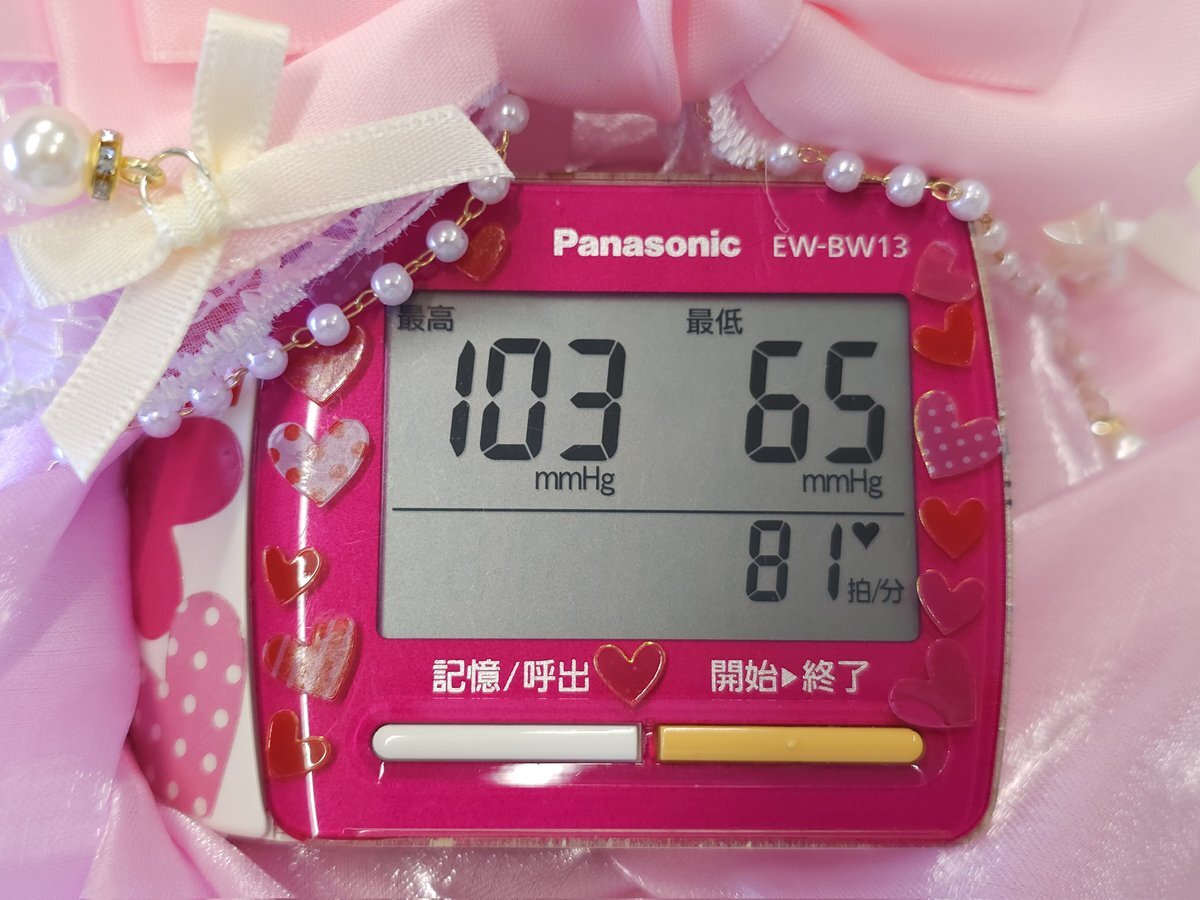 Panasonic EW-BW13
最高 最低
103 65
mmHg mmHg
81♥
拍/分
記憶/呼出 開始▶終了